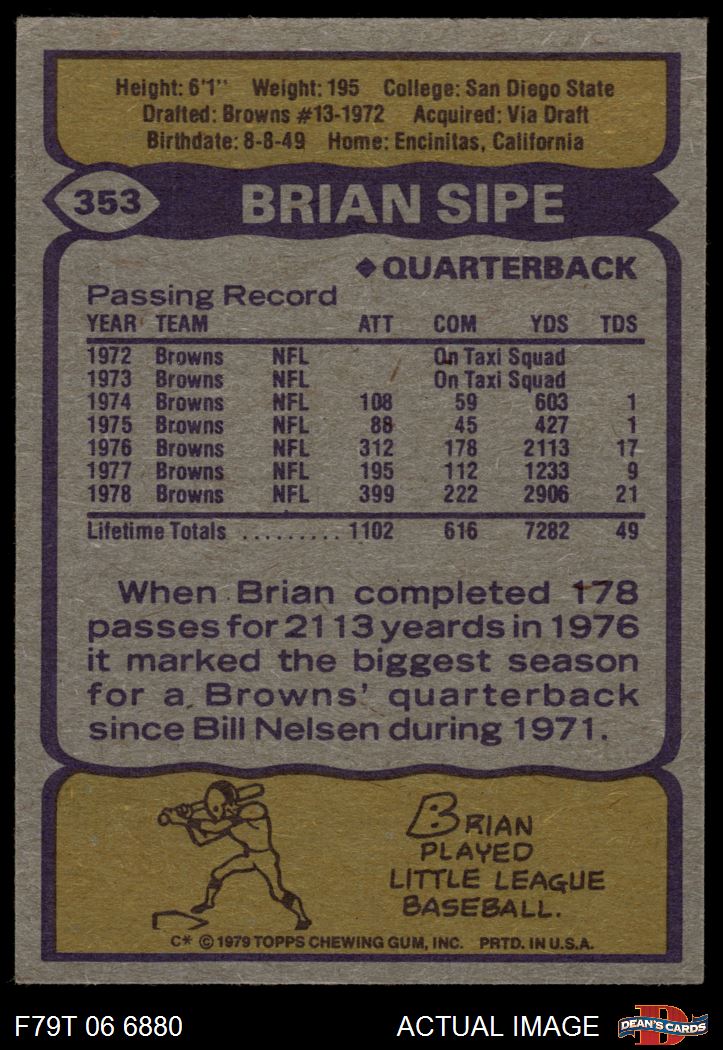 Height: 6'1" Weight: 195 College: San Diego State
Drafted: Browns #13-1972 Acquired: Via Draft
Birthdate: 8-8-49 Home: Encinitas, California
353 BRIAN SIPE
◆QUARTERBACK
Passing Record
YEAR TEAM ATT COM YDS TDS
1972 Browns NFL On Taxi Squad
1973 Browns NFL On Taxi Squad
1974 Browns NFL 108 59 603 1
1975 Browns NFL 88 45 427 1
1976 Browns NFL 312 178 2113 17
1977 Browns NFL 195 112 1233 9
1978 Browns NFL 399 222 2906 21
Lifetime Totals ......... 1102 616 7282 49
When Brian completed 178
passes for 2113 yeards in 1976
it marked the biggest season
for a Browns' quarterback
since Bill Nelsen during 1971.
BRIAN
PLAYED
LITTLE LEAGUE
BASEBALL.
C* © 1979 TOPPS CHEWING GUM, INC. PRTD. IN U.S.A.
F79T 06 6880 ACTUAL IMAGE D DEAN'S CARDS